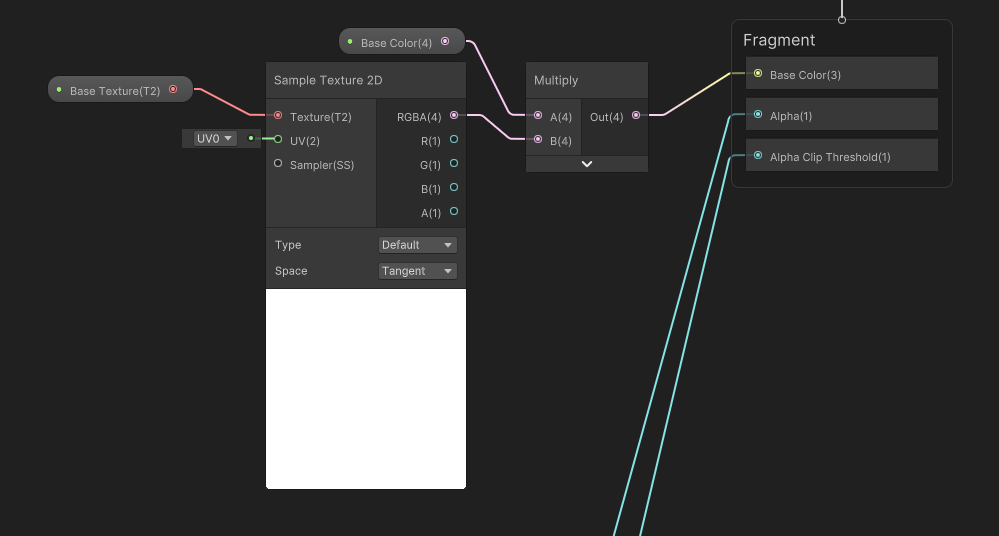 Base Color(4)
Fragment
Base Texture(T2)
Sample Texture 2D
Multiply
Base Color(3)
Texture(T2)
RGBA(4)
A(4)
Out(4)
Alpha(1)
UV0
UV(2)
R(1)
B(4)
Sampler(SS)
G(1)
Alpha Clip Threshold(1)
B(1)
A(1)
Type
Default
Space
Tangent